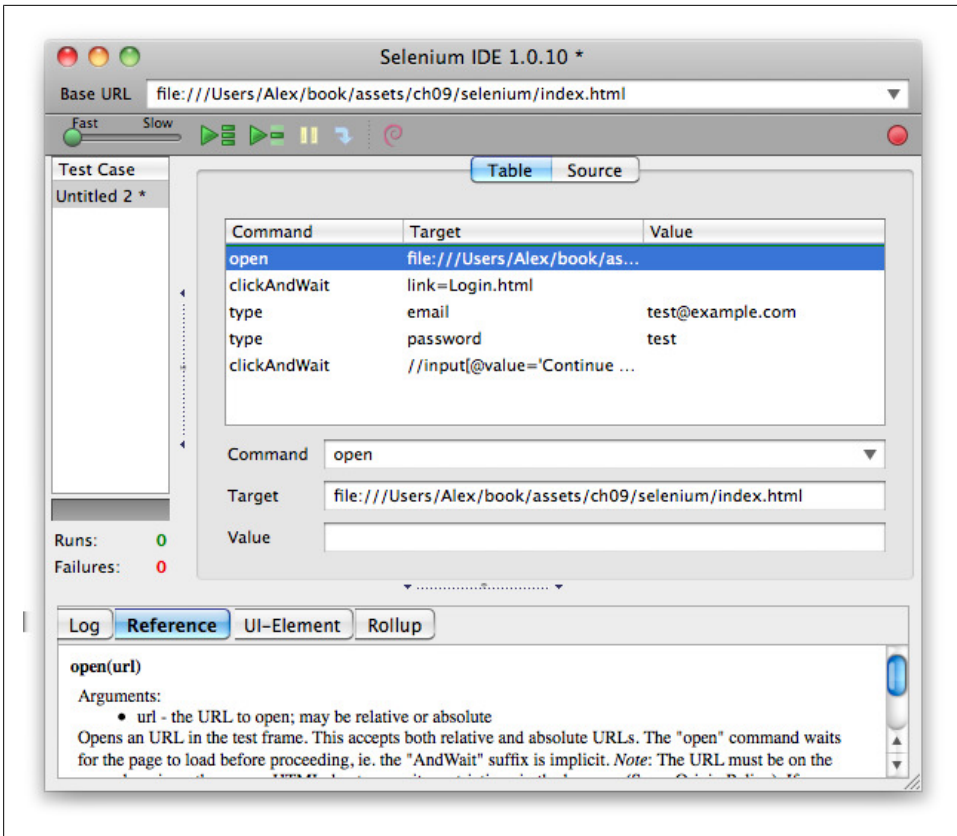 Selenium IDE 1.0.10 *
Base URL file:///Users/Alex/book/assets/ch09/selenium/index.html
Fast Slow
Test Case
Untitled 2 *
Table Source
Command Target Value
open file:///Users/Alex/book/as...
clickAndWait link=Login.html
type email test@example.com
type password test
clickAndWait //input[@value='Continue ...
Command open
Target file:///Users/Alex/book/assets/ch09/selenium/index.html
Value
Runs: 0
Failures: 0
Log Reference UI-Element Rollup
open(url)
Arguments:
• url - the URL to open; may be relative or absolute
Opens an URL in the test frame. This accepts both relative and absolute URLs. The "open" command waits
for the page to load before proceeding, ie. the "AndWait" suffix is implicit. Note: The URL must be on the